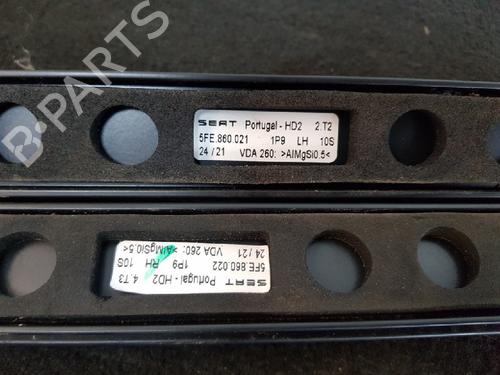 SEAT Portugal - HD2 2.T2
5FE.860.021 1P9 LH 10S
24 / 21 VDA 260: >AlMgSi0.5<
SEAT Portugal - HD2 4.T3
5FE.860.022 1P9 RH 10S
24 / 21 VDA 260: >AlMgSi0.5<